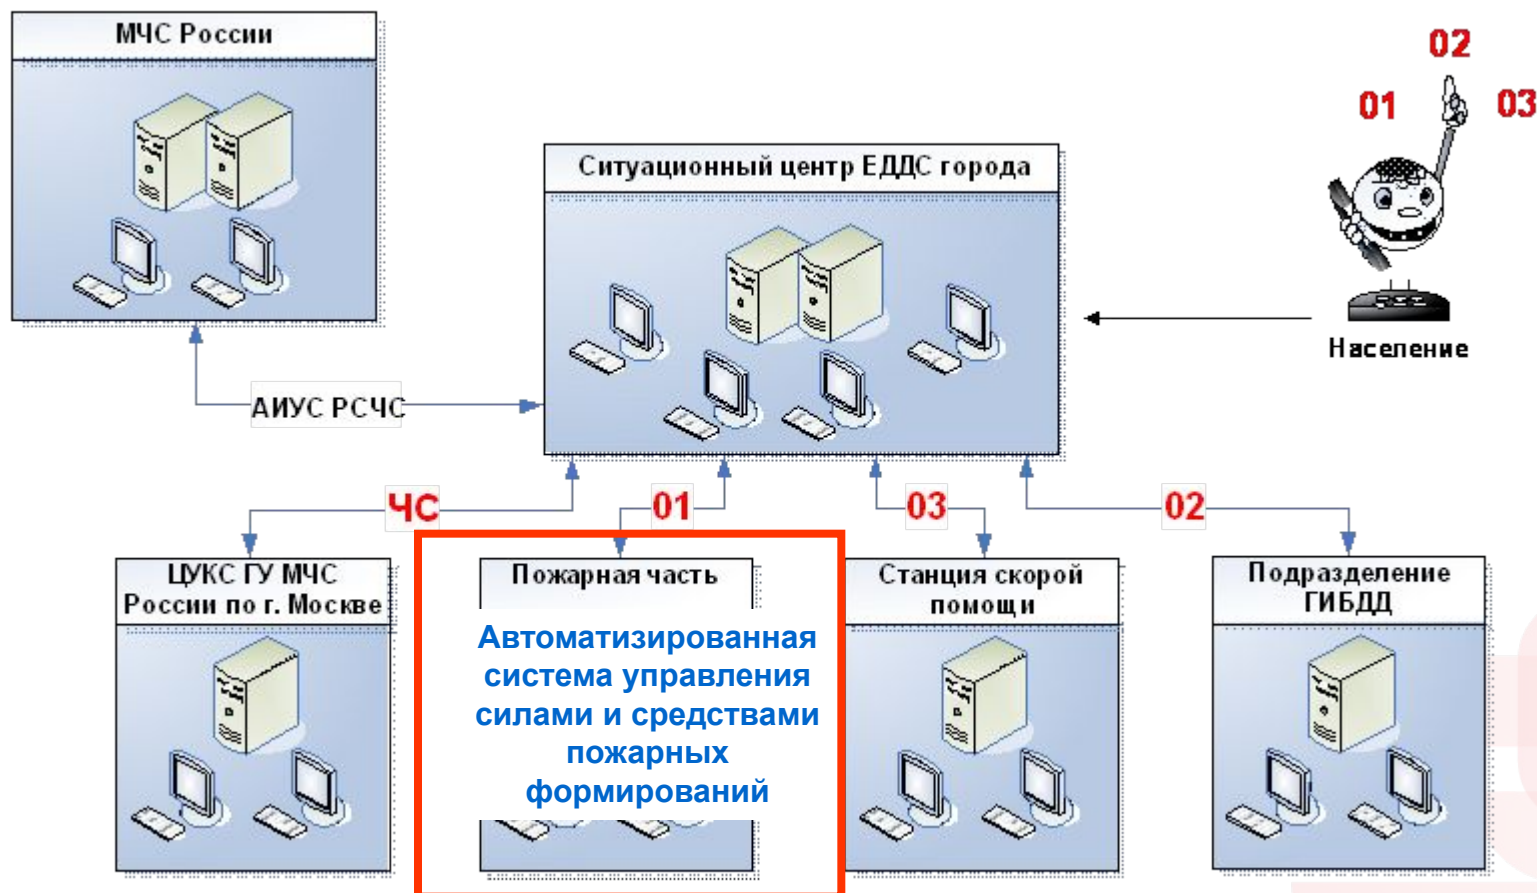 МЧС России
02
01
03
Ситуационный центр ЕДДС города
Население
АИУС РСЧС
ЧС
01
03
02
ЦУКС ГУ МЧС
России по г. Москве
Пожарная часть
Автоматизированная
система управления
силами и средствами
пожарных
формирований
Станция скорой
помощи
Подразделение
ГИБДД